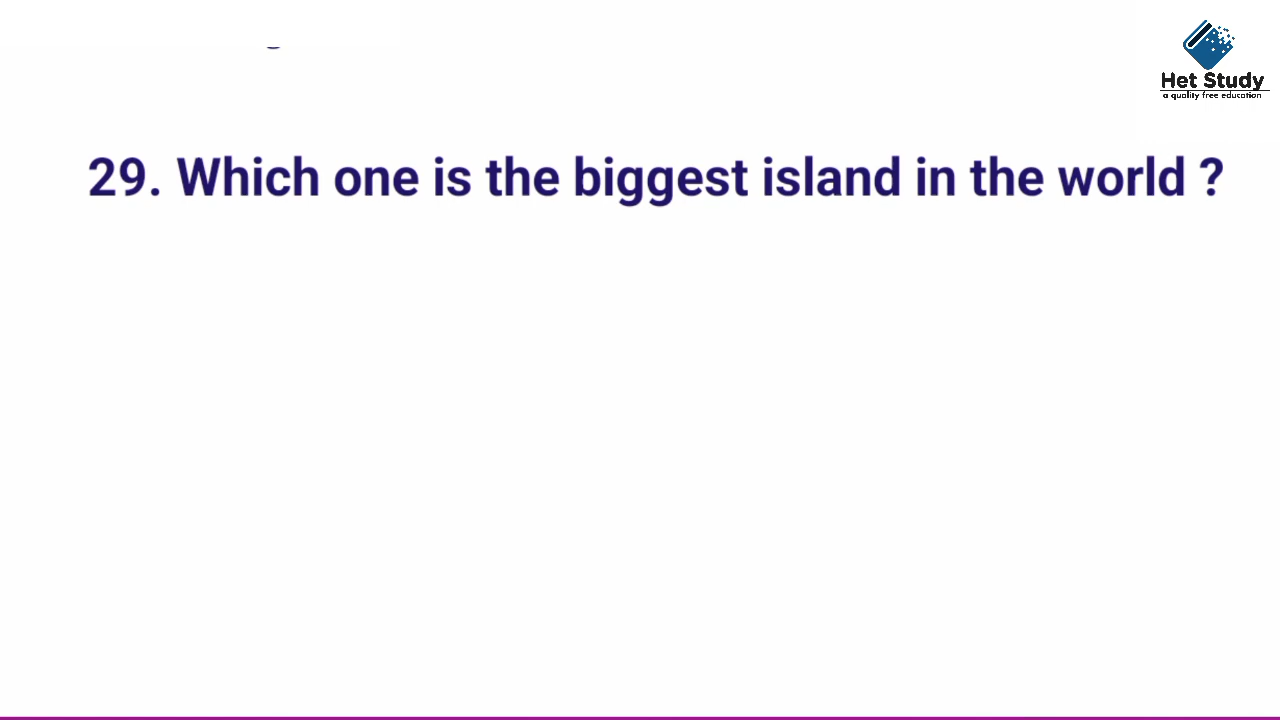 Het Study
a quality free education
29. Which one is the biggest island in the world ?